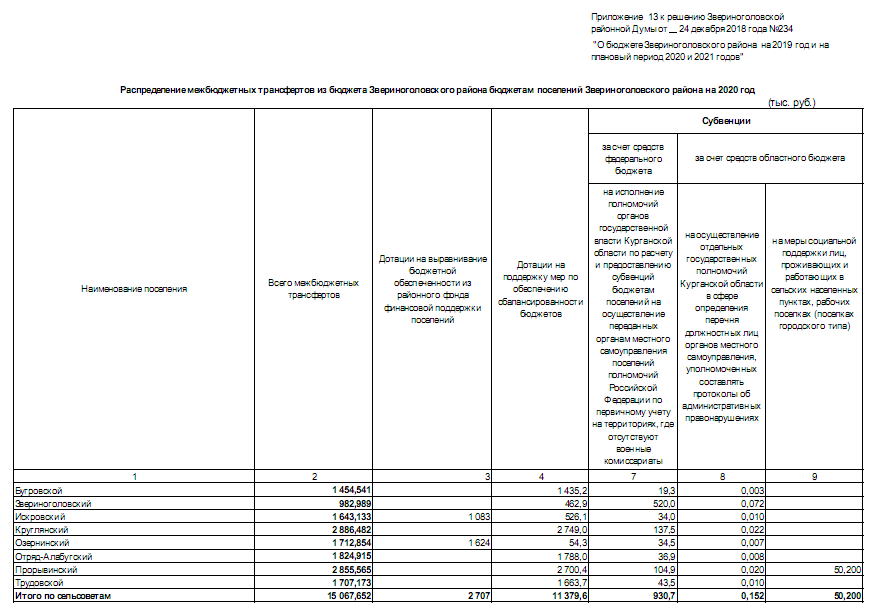 Приложение 13 к решению Звериноголовской
районной Думы от __ 24 декабря 2018 года №234
"О бюджете Звериноголовского района на 2019 год и на
плановый период 2020 и 2021 годов"
Распределение межбюджетных трансфертов из бюджета Звериноголовского района бюджетам поселений Звериноголовского района на 2020 год
(тыс. руб.)
Наименование поселения
Всего межбюджетных
трансфертов
Дотации на выравнивание
бюджетной
обеспеченности из
районного фонда
финансовой поддержки
поселений
Дотации на
поддержку мер по
обеспечению
сбалансированности
бюджетов
Субвенции
за счет средств
федерального
бюджета
за счет средств областного бюджета
на исполнение
полномочий
органов
государственной
власти Курганской
области по расчету
и предоставлению
субвенций
бюджетам
поселений на
осуществление
переданных
органам местного
самоуправления
поселений
полномочий
Российской
Федерации по
первичному учету
на территориях, где
отсутствуют
военные
комиссариаты
на осуществление
отдельных
государственных
полномочий
Курганской области
в сфере
определения
перечня
должностных лиц
органов местного
самоуправления,
уполномоченных
составлять
протоколы об
административных
правонарушениях
на меры социальной
поддержки лиц,
проживающих и
работающих в
сельских населенных
пунктах, рабочих
поселках (поселках
городского типа)
1 2 3 4 7 8 9
Бугровской 1 454,541 1 435,2 19,3 0,003
Звериноголовский 982,989 462,9 520,0 0,072
Искровский 1 643,133 1 083 526,1 34,0 0,010
Круглянский 2 886,482 2 749,0 137,5 0,022
Озернинский 1 712,854 1 624 54,3 34,5 0,007
Отряд-Алабугский 1 824,915 1 788,0 36,9 0,008
Прорывинский 2 855,565 2 700,4 104,9 0,020 50,200
Трудовской 1 707,173 1 663,7 43,5 0,010
Итого по сельсоветам 15 067,652 2 707 11 379,6 930,7 0,152 50,200